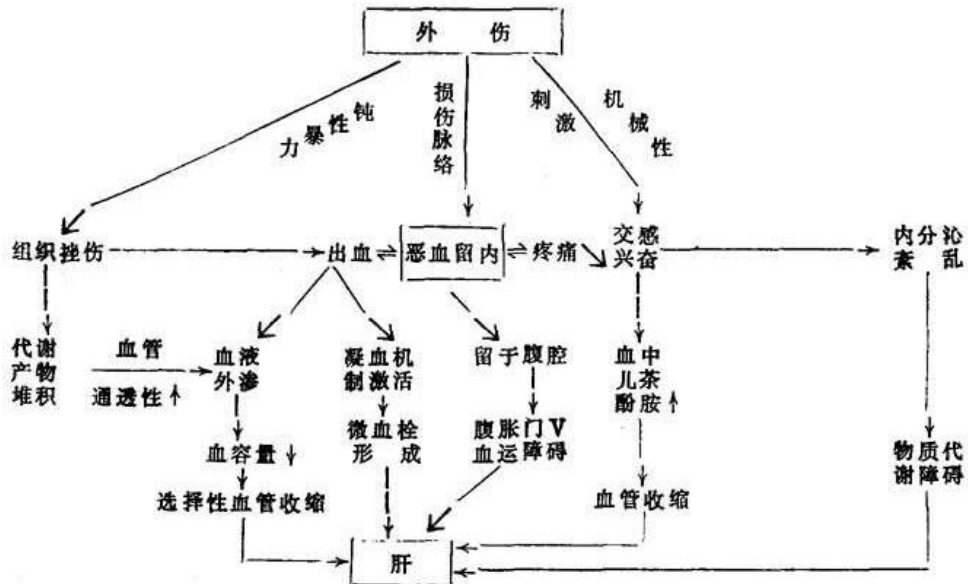 外 伤
钝性暴力
损伤脉络
机械性
刺激
组织挫伤
出血⇌
恶血留内
⇌疼痛
交感
兴奋
内分沁
紊乱
代谢
产物
堆积
血管
通透性↑
血液
外渗
凝血机
制激活
留于腹腔
血中
儿茶
酚胺↑
血容量↓
微血栓
形成
腹胀门V
血运障碍
物质代
谢障碍
选择性血管收缩
血管收缩
肝